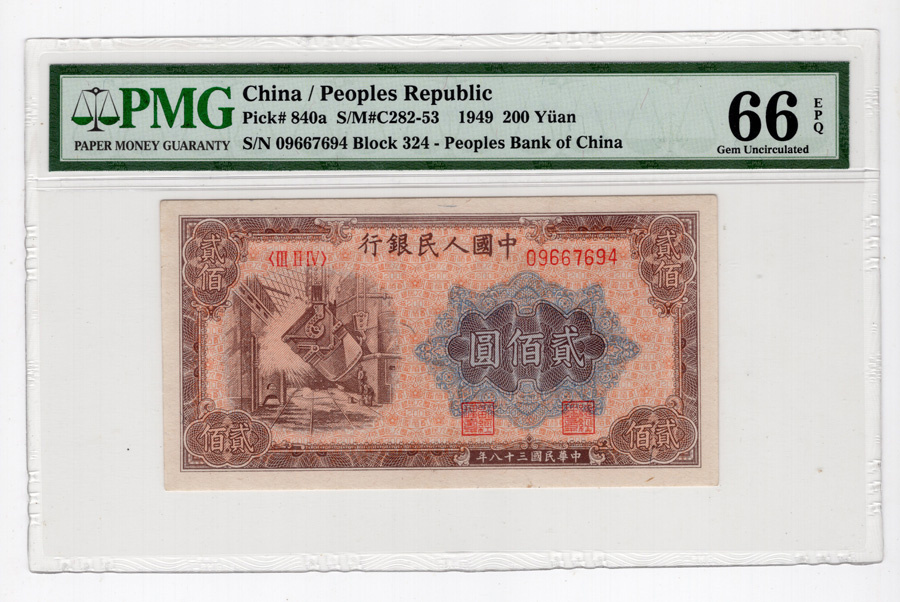 PMG
PAPER MONEY GUARANTY
China / Peoples Republic
Pick# 840a S/M#C282-53 1949 200 Yüan
S/N 09667694 Block 324 - Peoples Bank of China
66 EPQ
Gem Uncirculated
行銀民人國中
〈III II IV〉
09667694
貳佰
貳佰
圓佰貳
佰貳
佰貳
年八十三國民華中